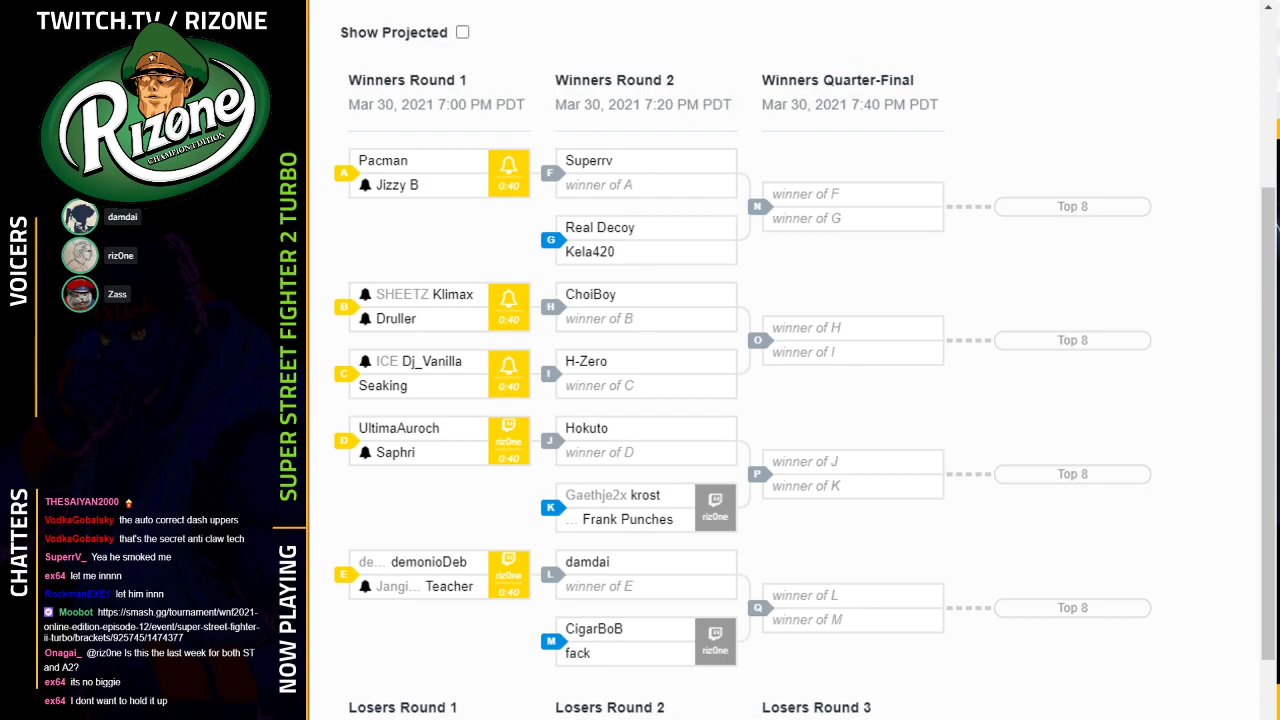 TWITCH.TV / RIZONE
Rizone
CHAMPION EDITION
VOICERS
damdai
riz0ne
Zass
SUPER STREET FIGHTER 2 TURBO
CHATTERS
THESAIYAN2000
VodkaGobalsky the auto correct dash uppers
VodkaGobalsky that's the secret anti claw tech
SuperrV_ Yea he smoked me
ex64 let me innnn
RockmanEXE1 let him innn
Moobot https://smash.gg/tournament/wnf2021-
online-edition-episode-12/event/super-street-fighter-
ii-turbo/brackets/925745/1474377
Onagai_ @riz0ne Is this the last week for both ST
and A2?
ex64 its no biggie
ex64 I dont want to hold it up
NOW PLAYING
Show Projected
Winners Round 1
Mar 30, 2021 7:00 PM PDT
A
Pacman
Jizzy B
0:40
B
SHEETZ Klimax
Druller
0:40
C
ICE Dj_Vanilla
Seaking
0:40
D
UltimaAuroch
Saphri
riz0ne
0:40
E
de... demonioDeb
Jangi... Teacher
riz0ne
0:40
Winners Round 2
Mar 30, 2021 7:20 PM PDT
F
Superrv
winner of A
G
Real Decoy
Kela420
H
ChoiBoy
winner of B
I
H-Zero
winner of C
J
Hokuto
winner of D
K
Gaethje2x krost
... Frank Punches
riz0ne
L
damdai
winner of E
M
CigarBoB
fack
riz0ne
Winners Quarter-Final
Mar 30, 2021 7:40 PM PDT
N
winner of F
winner of G
Top 8
O
winner of H
winner of I
Top 8
P
winner of J
winner of K
Top 8
Q
winner of L
winner of M
Top 8
Losers Round 1
Losers Round 2
Losers Round 3